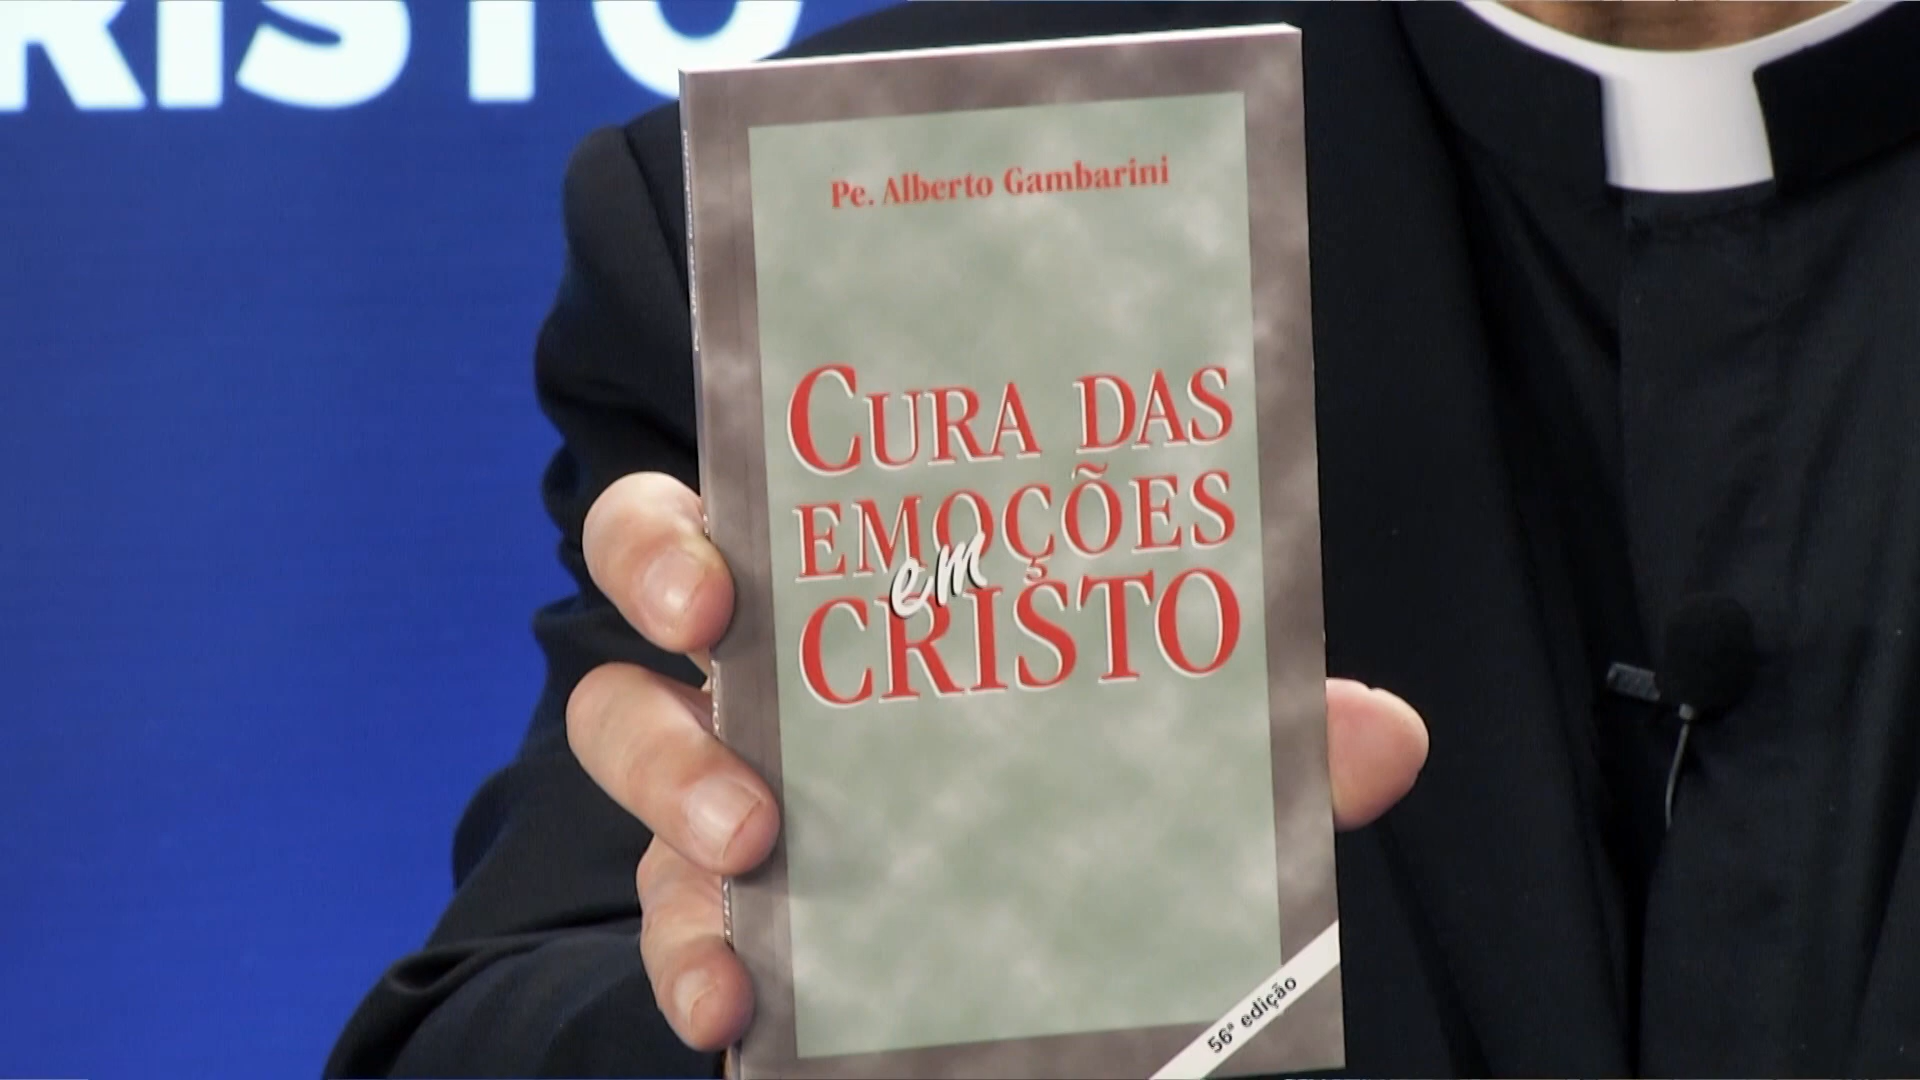 RISTO
Pe. Alberto Gambarini
CURA DAS
EMOÇÕES
em
CRISTO
56ª edição